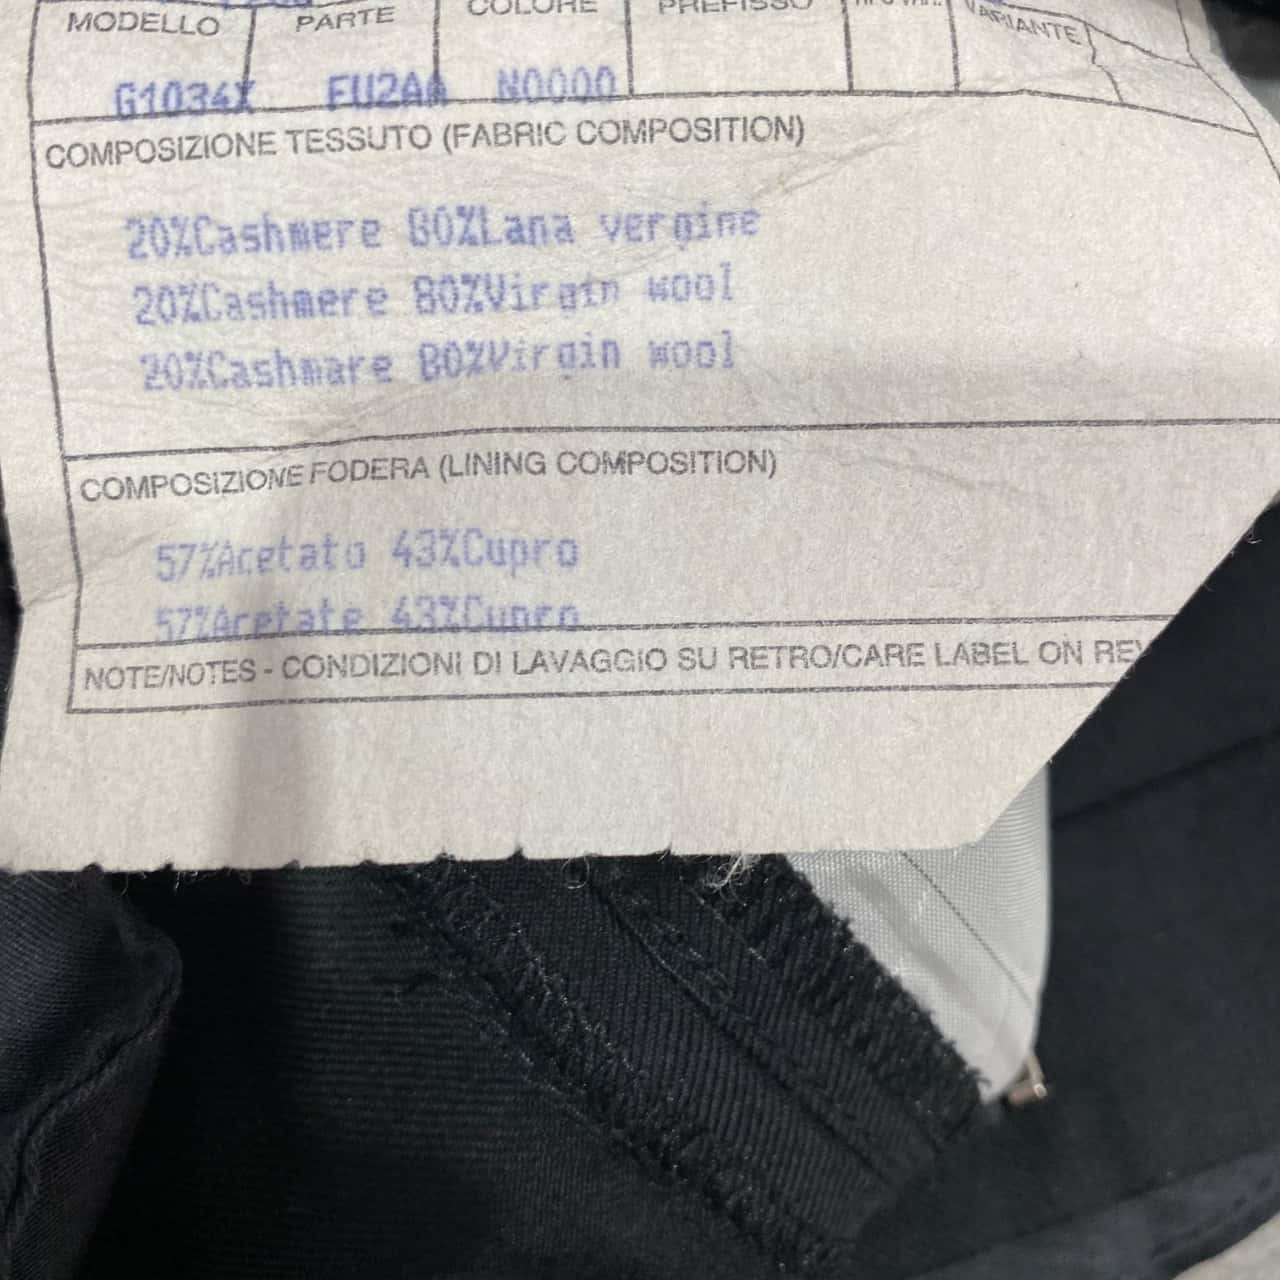 MODELLO PARTE COLORE PREFISSO VARIANTE
G1034X FU2AA N0000
COMPOSIZIONE TESSUTO (FABRIC COMPOSITION)
20%Cashmere 80%Lana vergine
20%Cashmere 80%Virgin wool
20%Cashmare 80%Virgin wool
COMPOSIZIONE FODERA (LINING COMPOSITION)
57%Acetato 43%Cupro
57%Acetate 43%Cupro
NOTE/NOTES - CONDIZIONI DI LAVAGGIO SU RETRO/CARE LABEL ON REV